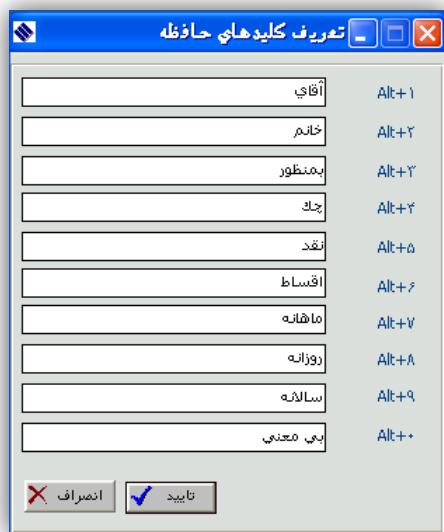 تعريف كليدهاي حافظه
Alt+۱ آقاي
Alt+۲ خانم
Alt+۳ بمنظور
Alt+۴ چك
Alt+۵ نقد
Alt+۶ اقساط
Alt+۷ ماهانه
Alt+۸ روزانه
Alt+۹ سالانه
Alt+۰ بي معني
تاييد انصراف